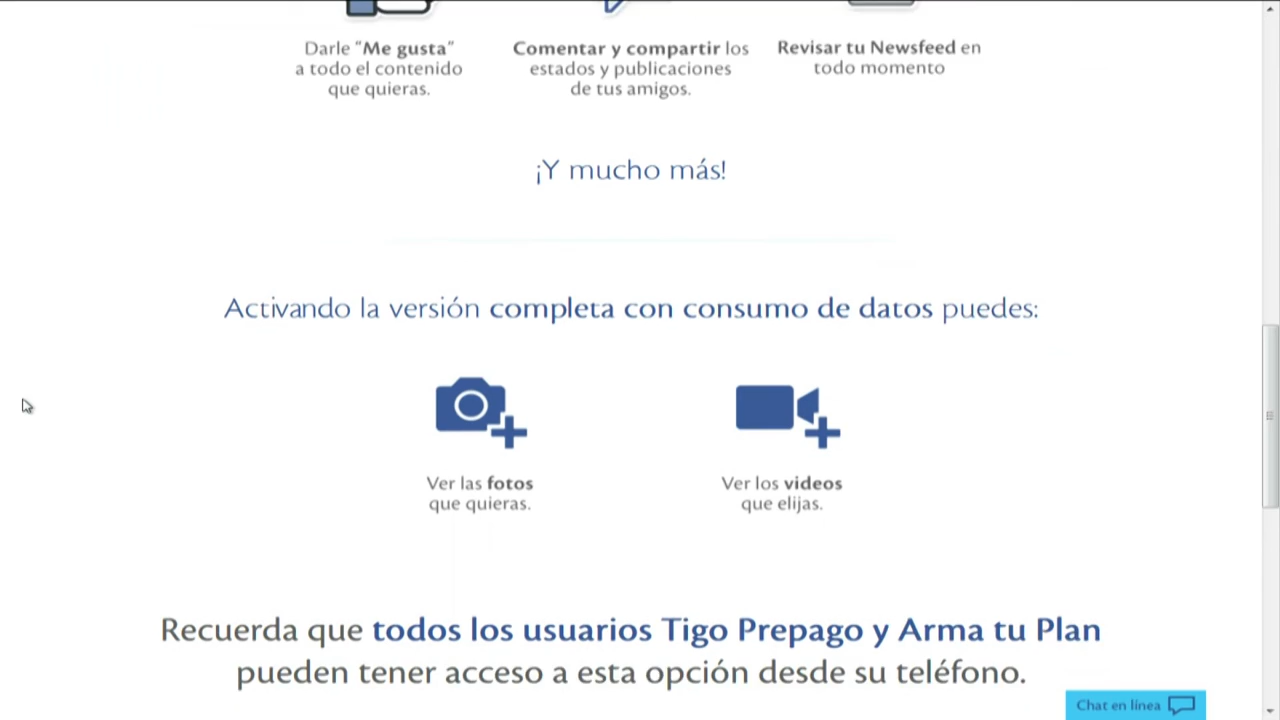 Darle “Me gusta”
a todo el contenido
que quieras.
Comentar y compartir los
estados y publicaciones
de tus amigos.
Revisar tu Newsfeed en
todo momento
¡Y mucho más!
Activando la versión completa con consumo de datos puedes:
Ver las fotos
que quieras.
Ver los videos
que elijas.
Recuerda que todos los usuarios Tigo Prepago y Arma tu Plan
pueden tener acceso a esta opción desde su teléfono.
Chat en línea